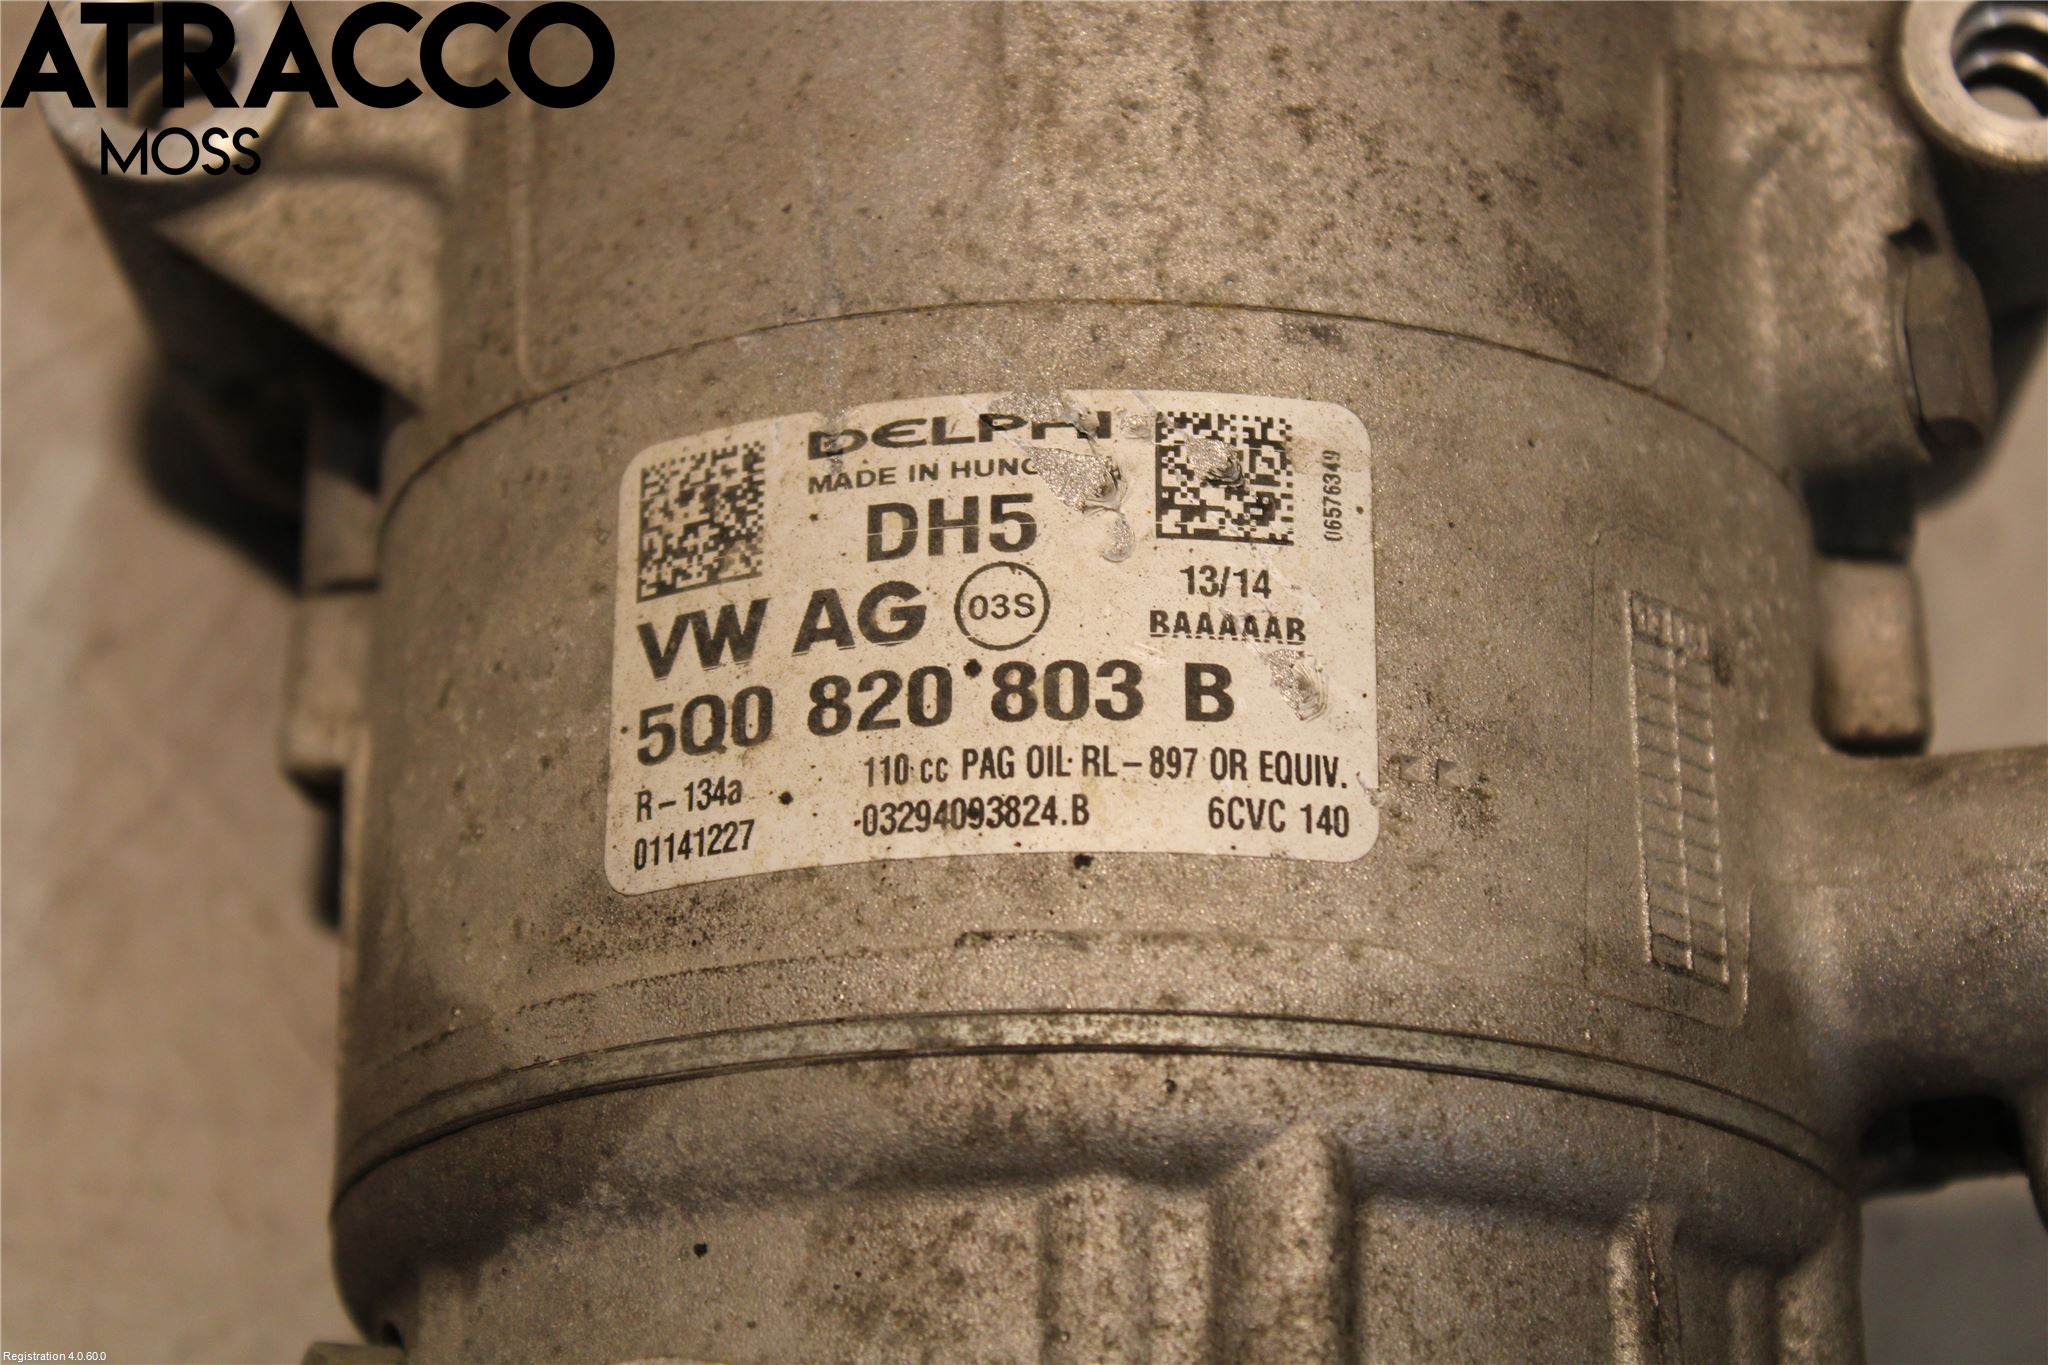 ATRACCO
MOSS
DELPHI
MADE IN HUNG
DH5
06576349
13/14
BAAAAAB
VW AG 03S
5Q0 820 803 B
R-134a 110 cc PAG OIL RL-897 OR EQUIV.
01141227 03294093824.B 6CVC 140
Registration 4.0.60.0